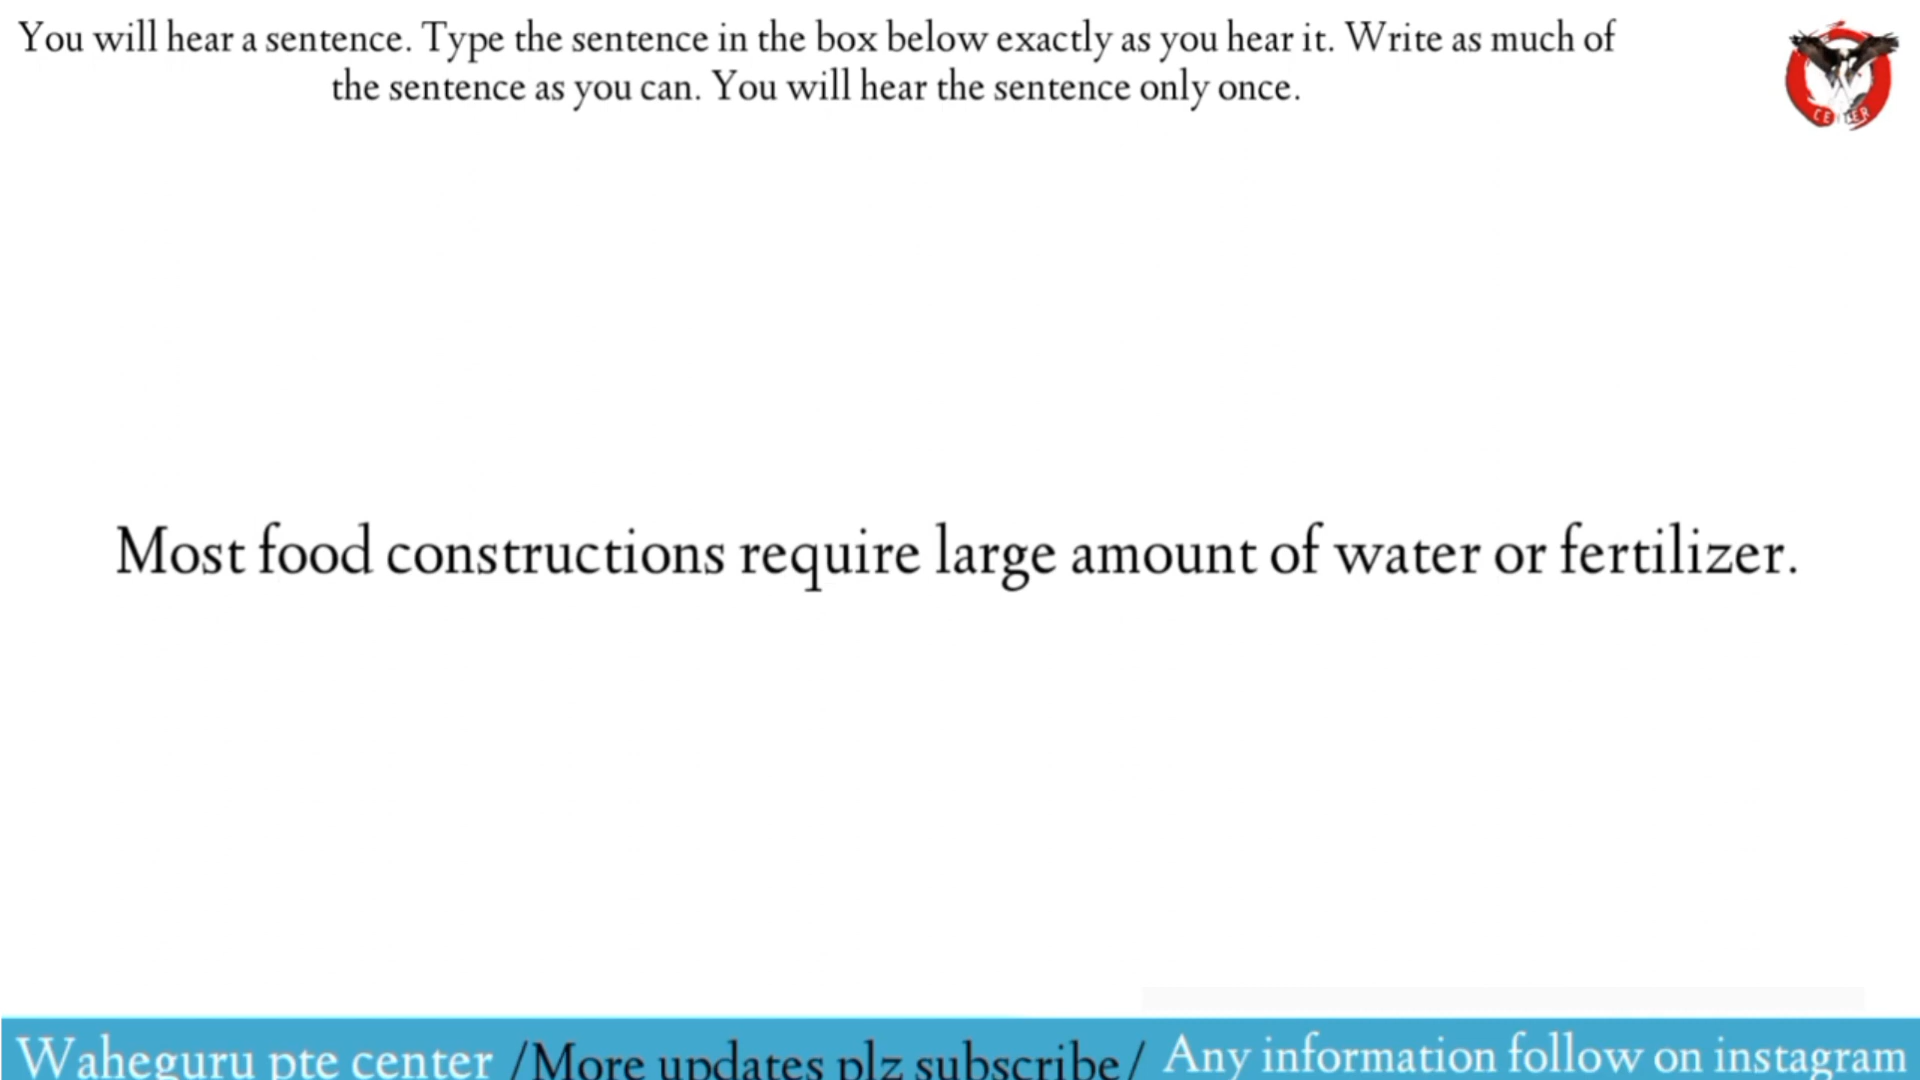 You will hear a sentence. Type the sentence in the box below exactly as you hear it. Write as much of
the sentence as you can. You will hear the sentence only once.
CENTER
Most food constructions require large amount of water or fertilizer.
Waheguru pte center /More updates plz subscribe/ Any information follow on instagram